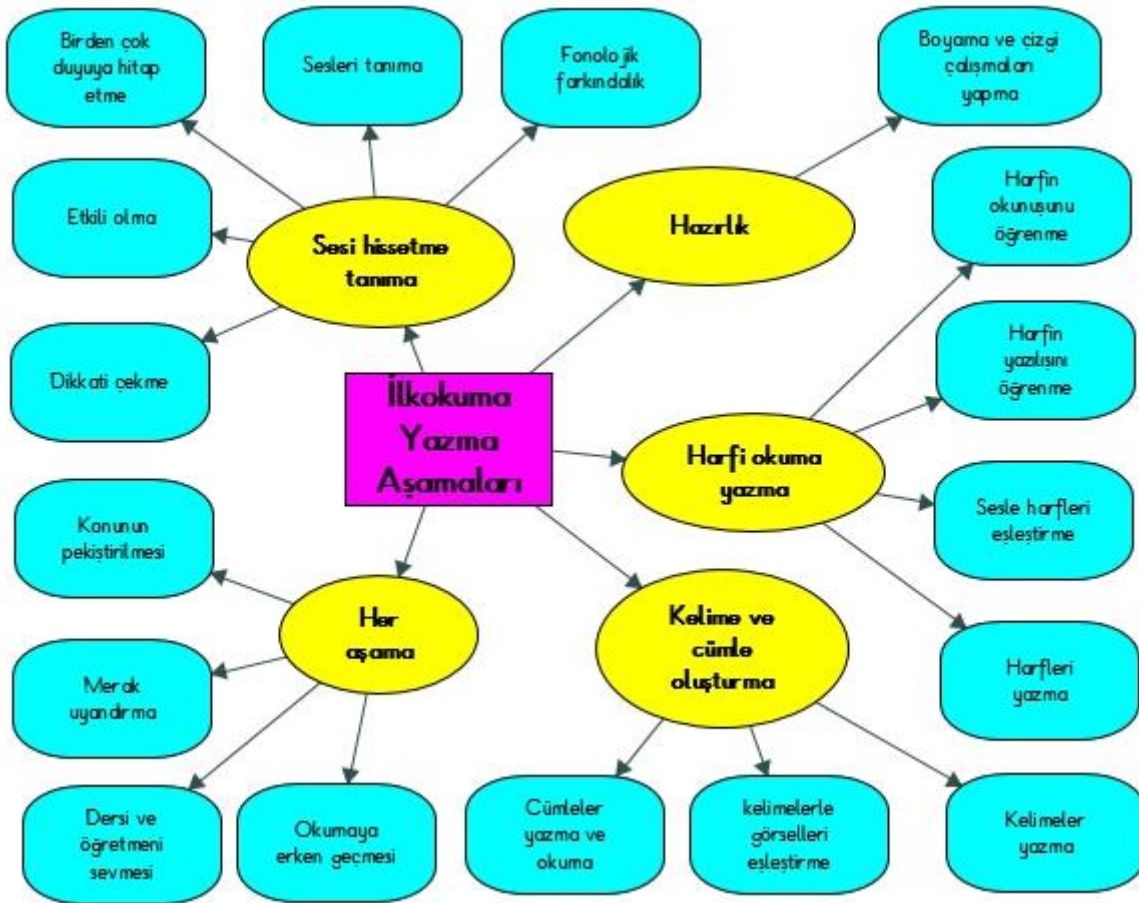 Birden çok
duyuya hitap
etme
Sesleri tanıma
Fonolojik
farkındalık
Boyama ve çizgi
çalışmaları
yapma
Etkili olma
Sesi hissetme
tanıma
Hazırlık
Harfin
okunuşunu
öğrenme
Dikkati çekme
Harfin
yazılışını
öğrenme
İlkokuma
Yazma
Aşamaları
Harfi okuma
yazma
Sesle harfleri
eşleştirme
Konunun
pekiştirilmesi
Her
aşama
Kelime ve
cümle
oluşturma
Harfleri
yazma
Merak
uyandırma
Dersi ve
öğretmeni
sevmesi
Okumaya
erken geçmesi
Cümleler
yazma ve
okuma
kelimelerle
görselleri
eşleştirme
Kelimeler
yazma